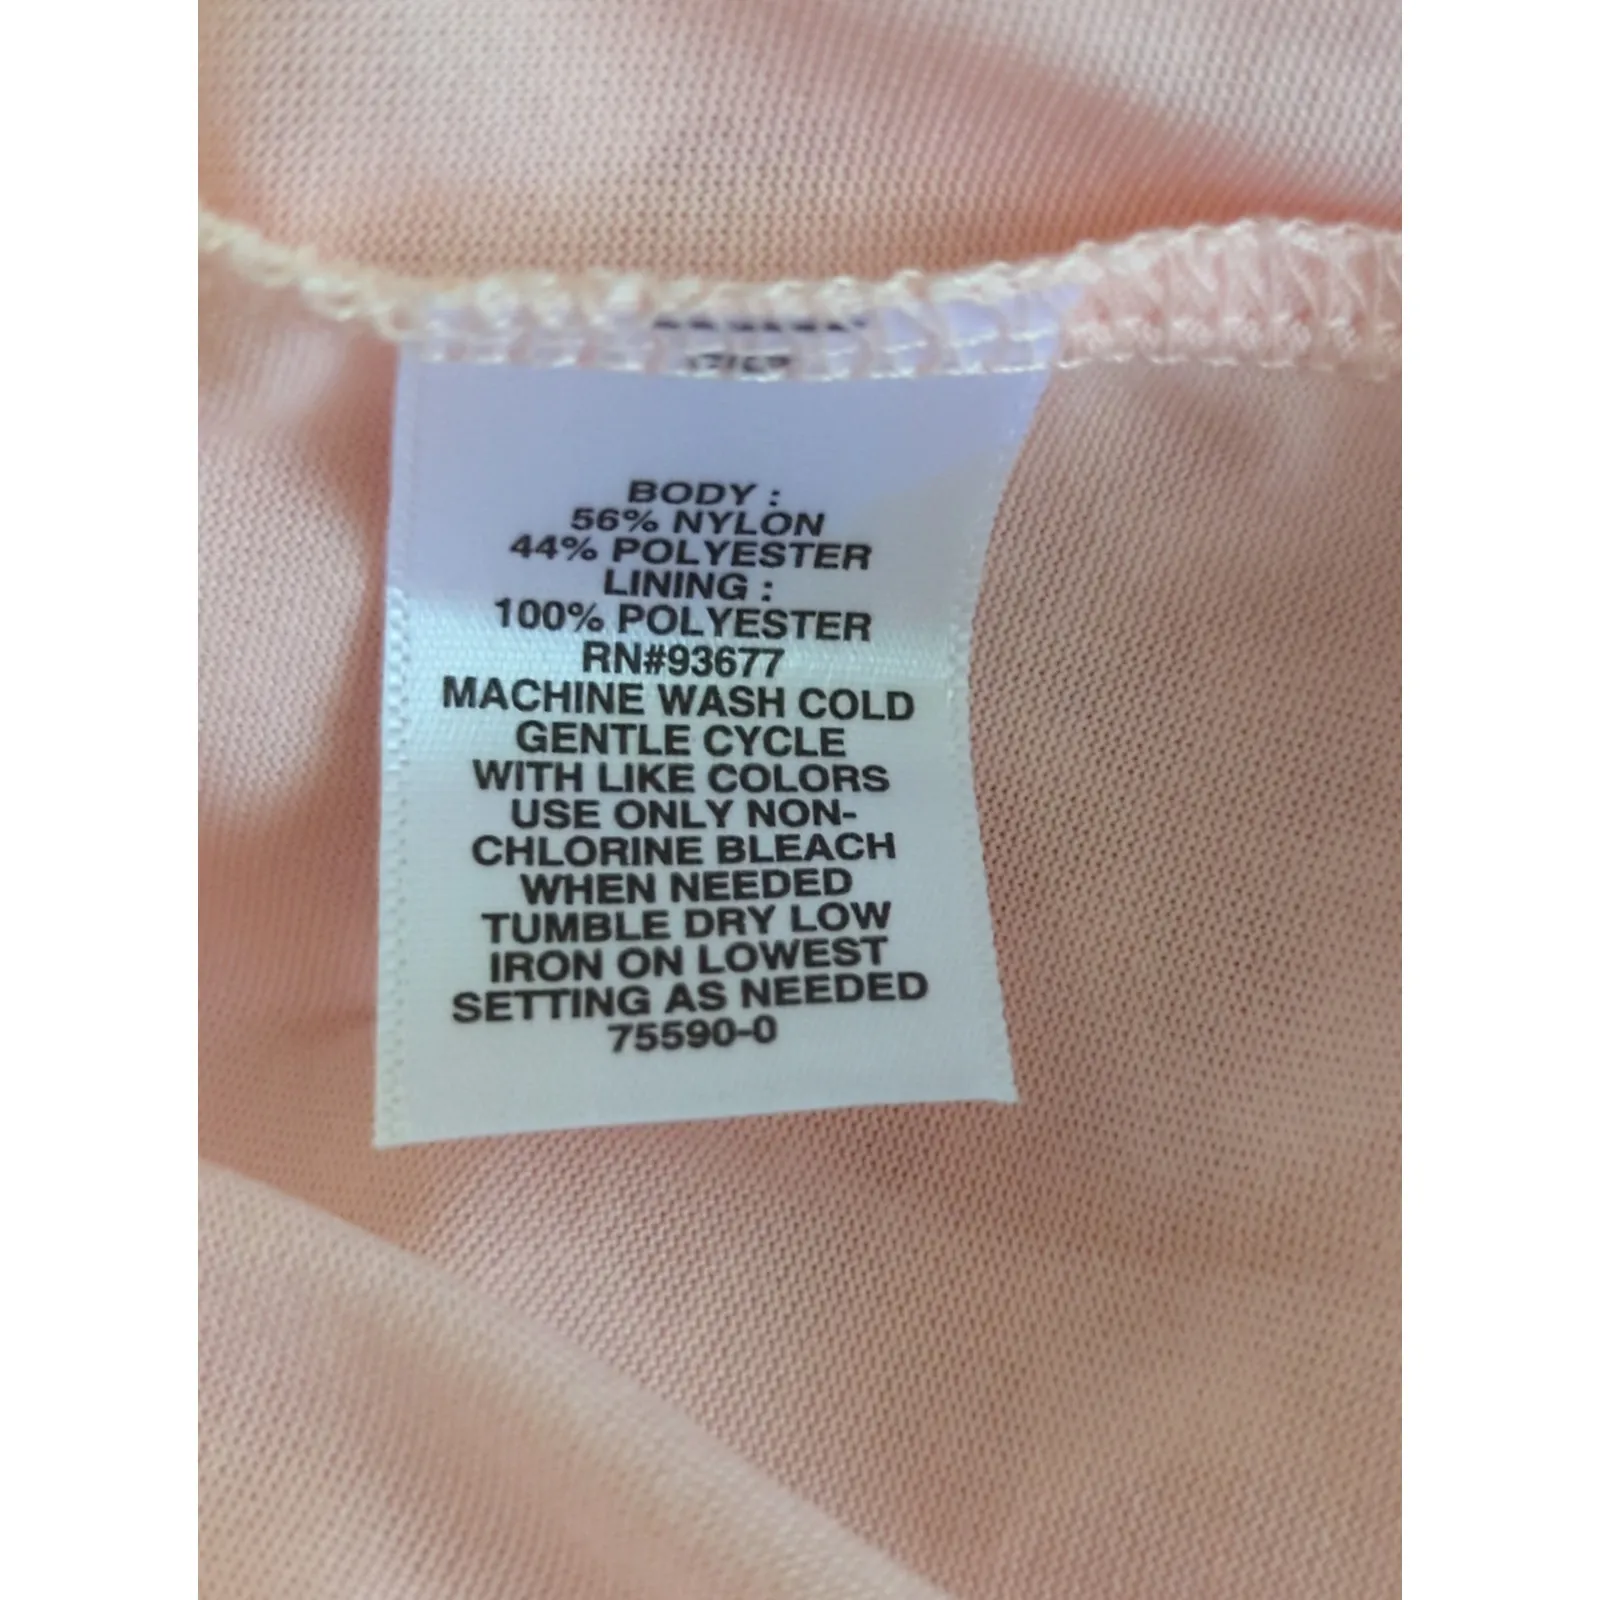 BODY :
56% NYLON
44% POLYESTER
LINING :
100% POLYESTER
RN#93677
MACHINE WASH COLD
GENTLE CYCLE
WITH LIKE COLORS
USE ONLY NON-
CHLORINE BLEACH
WHEN NEEDED
TUMBLE DRY LOW
IRON ON LOWEST
SETTING AS NEEDED
75590-0